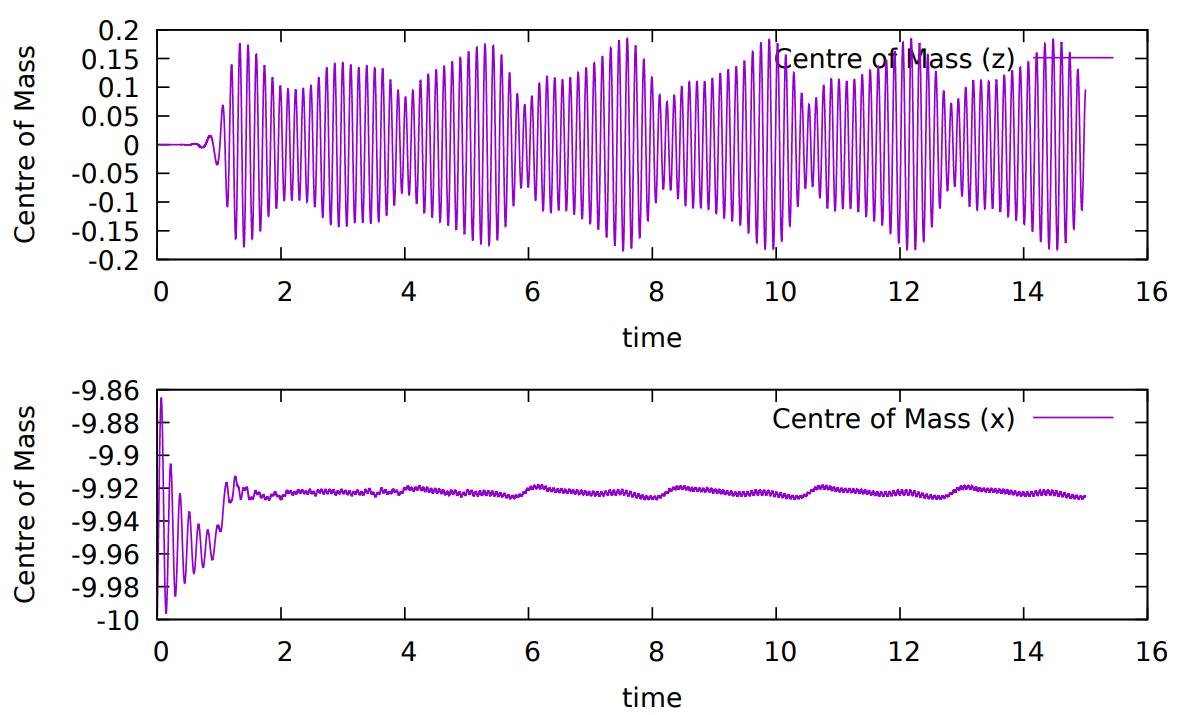 Centre of Mass
0.2
0.15
0.1
0.05
0
-0.05
-0.1
-0.15
-0.2
Centre of Mass (z)
0 2 4 6 8 10 12 14 16
time
Centre of Mass
-9.86
-9.88
-9.9
-9.92
-9.94
-9.96
-9.98
-10
Centre of Mass (x)
0 2 4 6 8 10 12 14 16
time